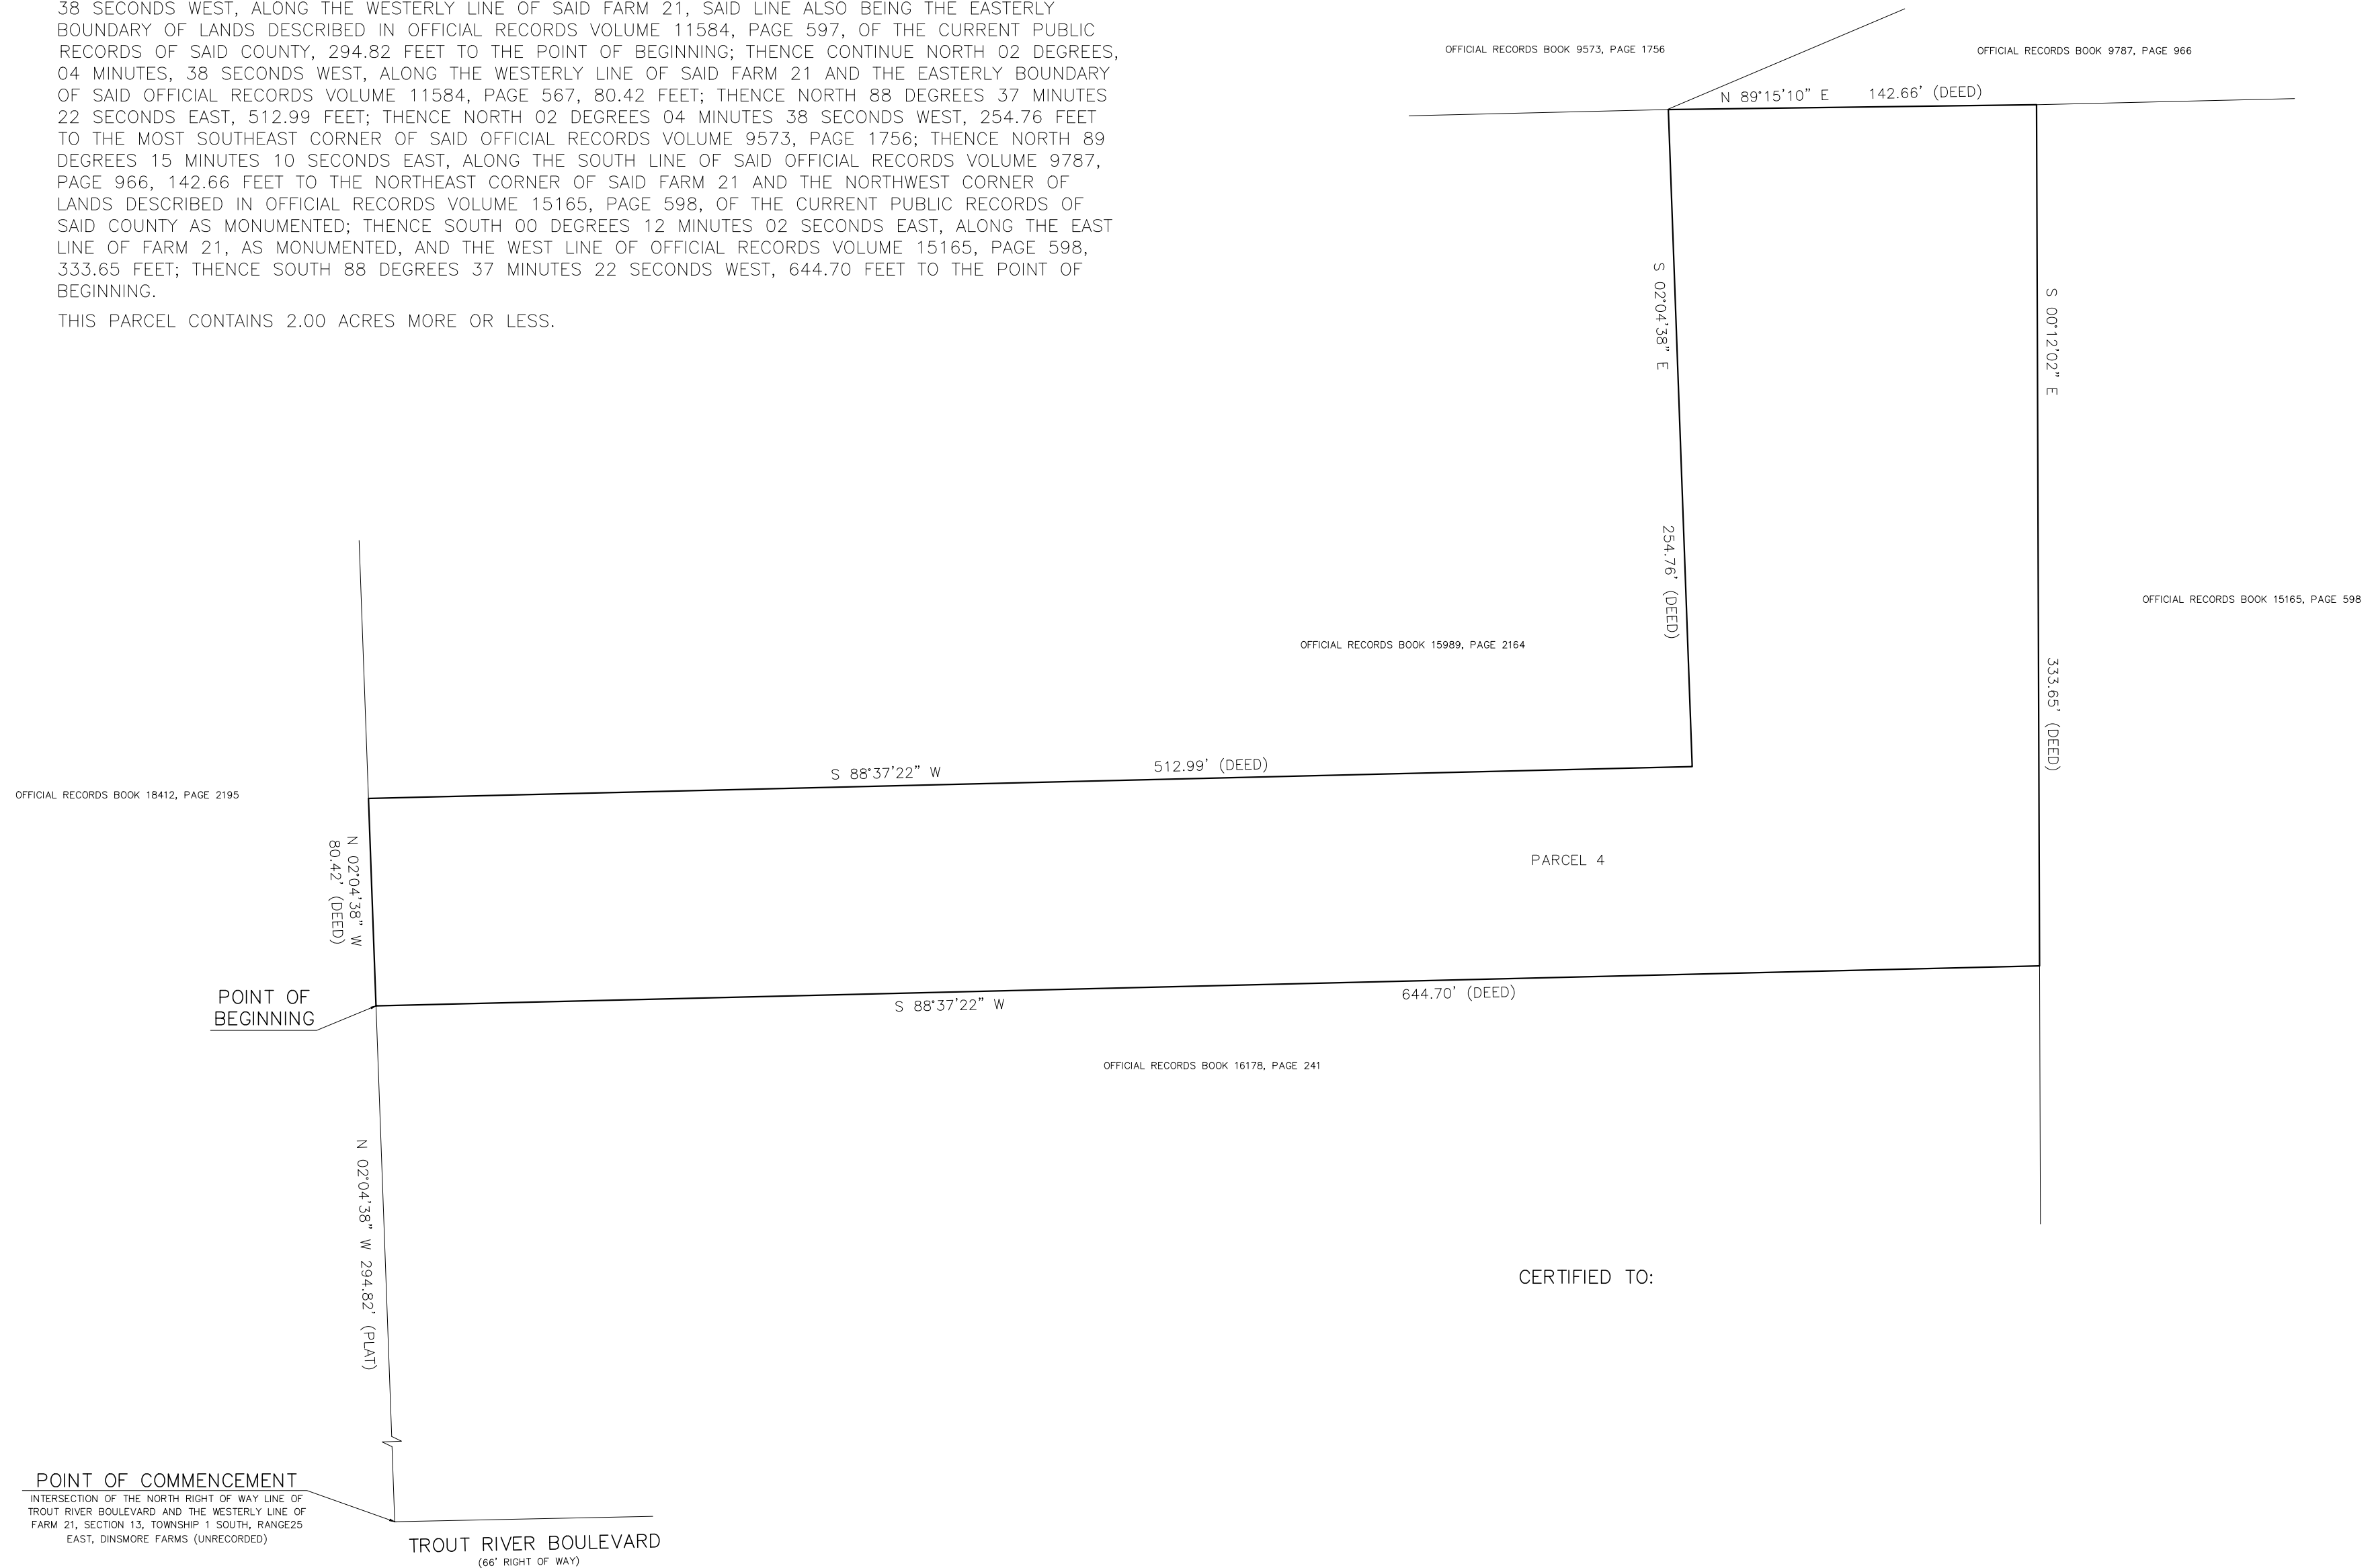 38 SECONDS WEST, ALONG THE WESTERLY LINE OF SAID FARM 21, SAID LINE ALSO BEING THE EASTERLY
BOUNDARY OF LANDS DESCRIBED IN OFFICIAL RECORDS VOLUME 11584, PAGE 597, OF THE CURRENT PUBLIC
RECORDS OF SAID COUNTY, 294.82 FEET TO THE POINT OF BEGINNING; THENCE CONTINUE NORTH 02 DEGREES,
04 MINUTES, 38 SECONDS WEST, ALONG THE WESTERLY LINE OF SAID FARM 21 AND THE EASTERLY BOUNDARY
OF SAID OFFICIAL RECORDS VOLUME 11584, PAGE 567, 80.42 FEET; THENCE NORTH 88 DEGREES 37 MINUTES
22 SECONDS EAST, 512.99 FEET; THENCE NORTH 02 DEGREES 04 MINUTES 38 SECONDS WEST, 254.76 FEET
TO THE MOST SOUTHEAST CORNER OF SAID OFFICIAL RECORDS VOLUME 9573, PAGE 1756; THENCE NORTH 89
DEGREES 15 MINUTES 10 SECONDS EAST, ALONG THE SOUTH LINE OF SAID OFFICIAL RECORDS VOLUME 9787,
PAGE 966, 142.66 FEET TO THE NORTHEAST CORNER OF SAID FARM 21 AND THE NORTHWEST CORNER OF
LANDS DESCRIBED IN OFFICIAL RECORDS VOLUME 15165, PAGE 598, OF THE CURRENT PUBLIC RECORDS OF
SAID COUNTY AS MONUMENTED; THENCE SOUTH 00 DEGREES 12 MINUTES 02 SECONDS EAST, ALONG THE EAST
LINE OF FARM 21, AS MONUMENTED, AND THE WEST LINE OF OFFICIAL RECORDS VOLUME 15165, PAGE 598,
333.65 FEET; THENCE SOUTH 88 DEGREES 37 MINUTES 22 SECONDS WEST, 644.70 FEET TO THE POINT OF
BEGINNING.
THIS PARCEL CONTAINS 2.00 ACRES MORE OR LESS.
OFFICIAL RECORDS BOOK 9573, PAGE 1756
OFFICIAL RECORDS BOOK 9787, PAGE 966
N 89°15'10" E 142.66' (DEED)
S 02°04'38" E
254.76' (DEED)
S 00°12'02" E
333.65' (DEED)
OFFICIAL RECORDS BOOK 15165, PAGE 598
OFFICIAL RECORDS BOOK 15989, PAGE 2164
S 88°37'22" W 512.99' (DEED)
OFFICIAL RECORDS BOOK 18412, PAGE 2195
N 02°04'38" W
80.42' (DEED)
PARCEL 4
POINT OF
BEGINNING
S 88°37'22" W 644.70' (DEED)
OFFICIAL RECORDS BOOK 16178, PAGE 241
N 02°04'38" W 294.82' (PLAT)
CERTIFIED TO:
POINT OF COMMENCEMENT
INTERSECTION OF THE NORTH RIGHT OF WAY LINE OF
TROUT RIVER BOULEVARD AND THE WESTERLY LINE OF
FARM 21, SECTION 13, TOWNSHIP 1 SOUTH, RANGE25
EAST, DINSMORE FARMS (UNRECORDED)
TROUT RIVER BOULEVARD
(66' RIGHT OF WAY)